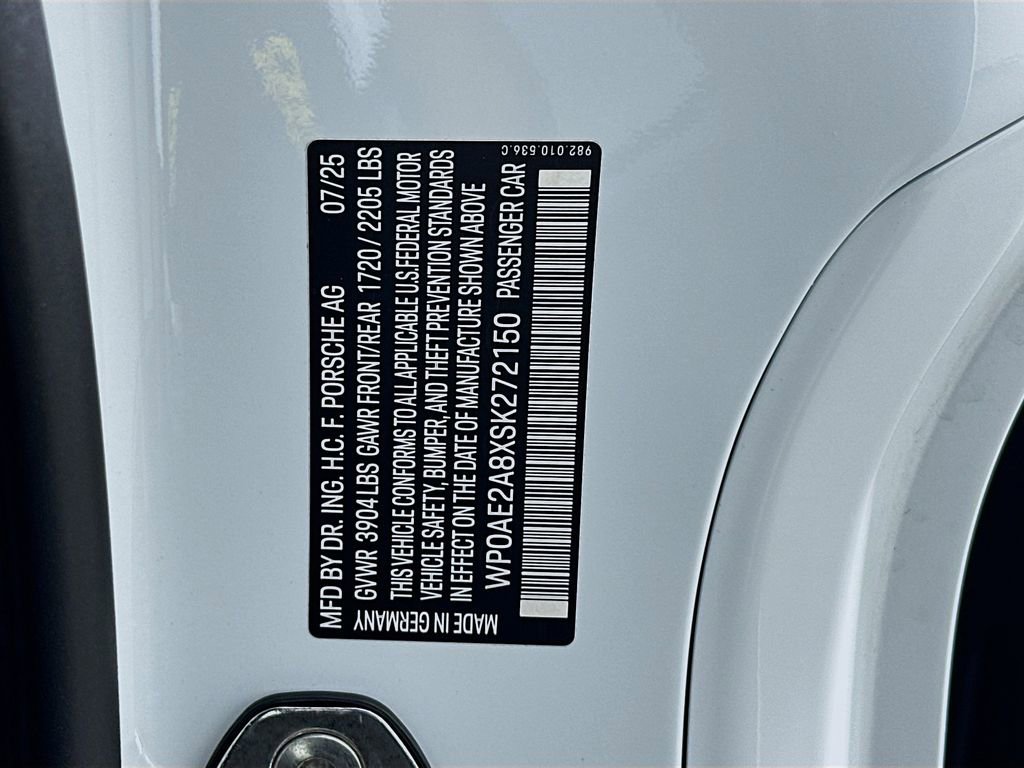 MFD BY DR. ING. H.C. F. PORSCHE AG 07/25
GVWR 3904 LBS GAWR FRONT/REAR 1720 / 2205 LBS
THIS VEHICLE CONFORMS TO ALL APPLICABLE U.S. FEDERAL MOTOR
VEHICLE SAFETY, BUMPER, AND THEFT PREVENTION STANDARDS
IN EFFECT ON THE DATE OF MANUFACTURE SHOWN ABOVE
WP0AE2A8XSK272150 PASSENGER CAR
MADE IN GERMANY
982.010.536.C